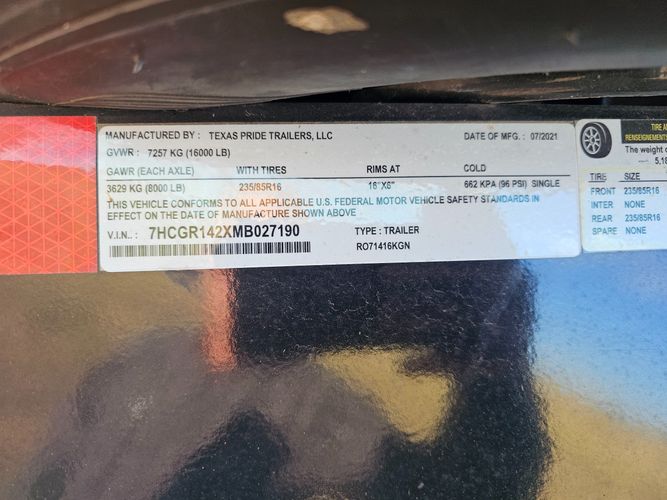 MANUFACTURED BY : TEXAS PRIDE TRAILERS, LLC DATE OF MFG. : 07/2021
GVWR : 7257 KG (16000 LB)
GAWR (EACH AXLE) WITH TIRES RIMS AT COLD
3629 KG (8000 LB) 235/85R16 16"X6" 662 KPA (96 PSI) SINGLE
THIS VEHICLE CONFORMS TO ALL APPLICABLE U.S. FEDERAL MOTOR VEHICLE SAFETY STANDARDS IN
EFFECT ON THE DATE OF MANUFACTURE SHOWN ABOVE
V.I.N.. : 7HCGR142XMB027190 TYPE : TRAILER
RO71416KGN
TIRE
RENSEIGNEMENTS
The weight
5,18
TIRE SIZE
FRONT 235/85R16
INTER NONE
REAR 235/85R16
SPARE NONE